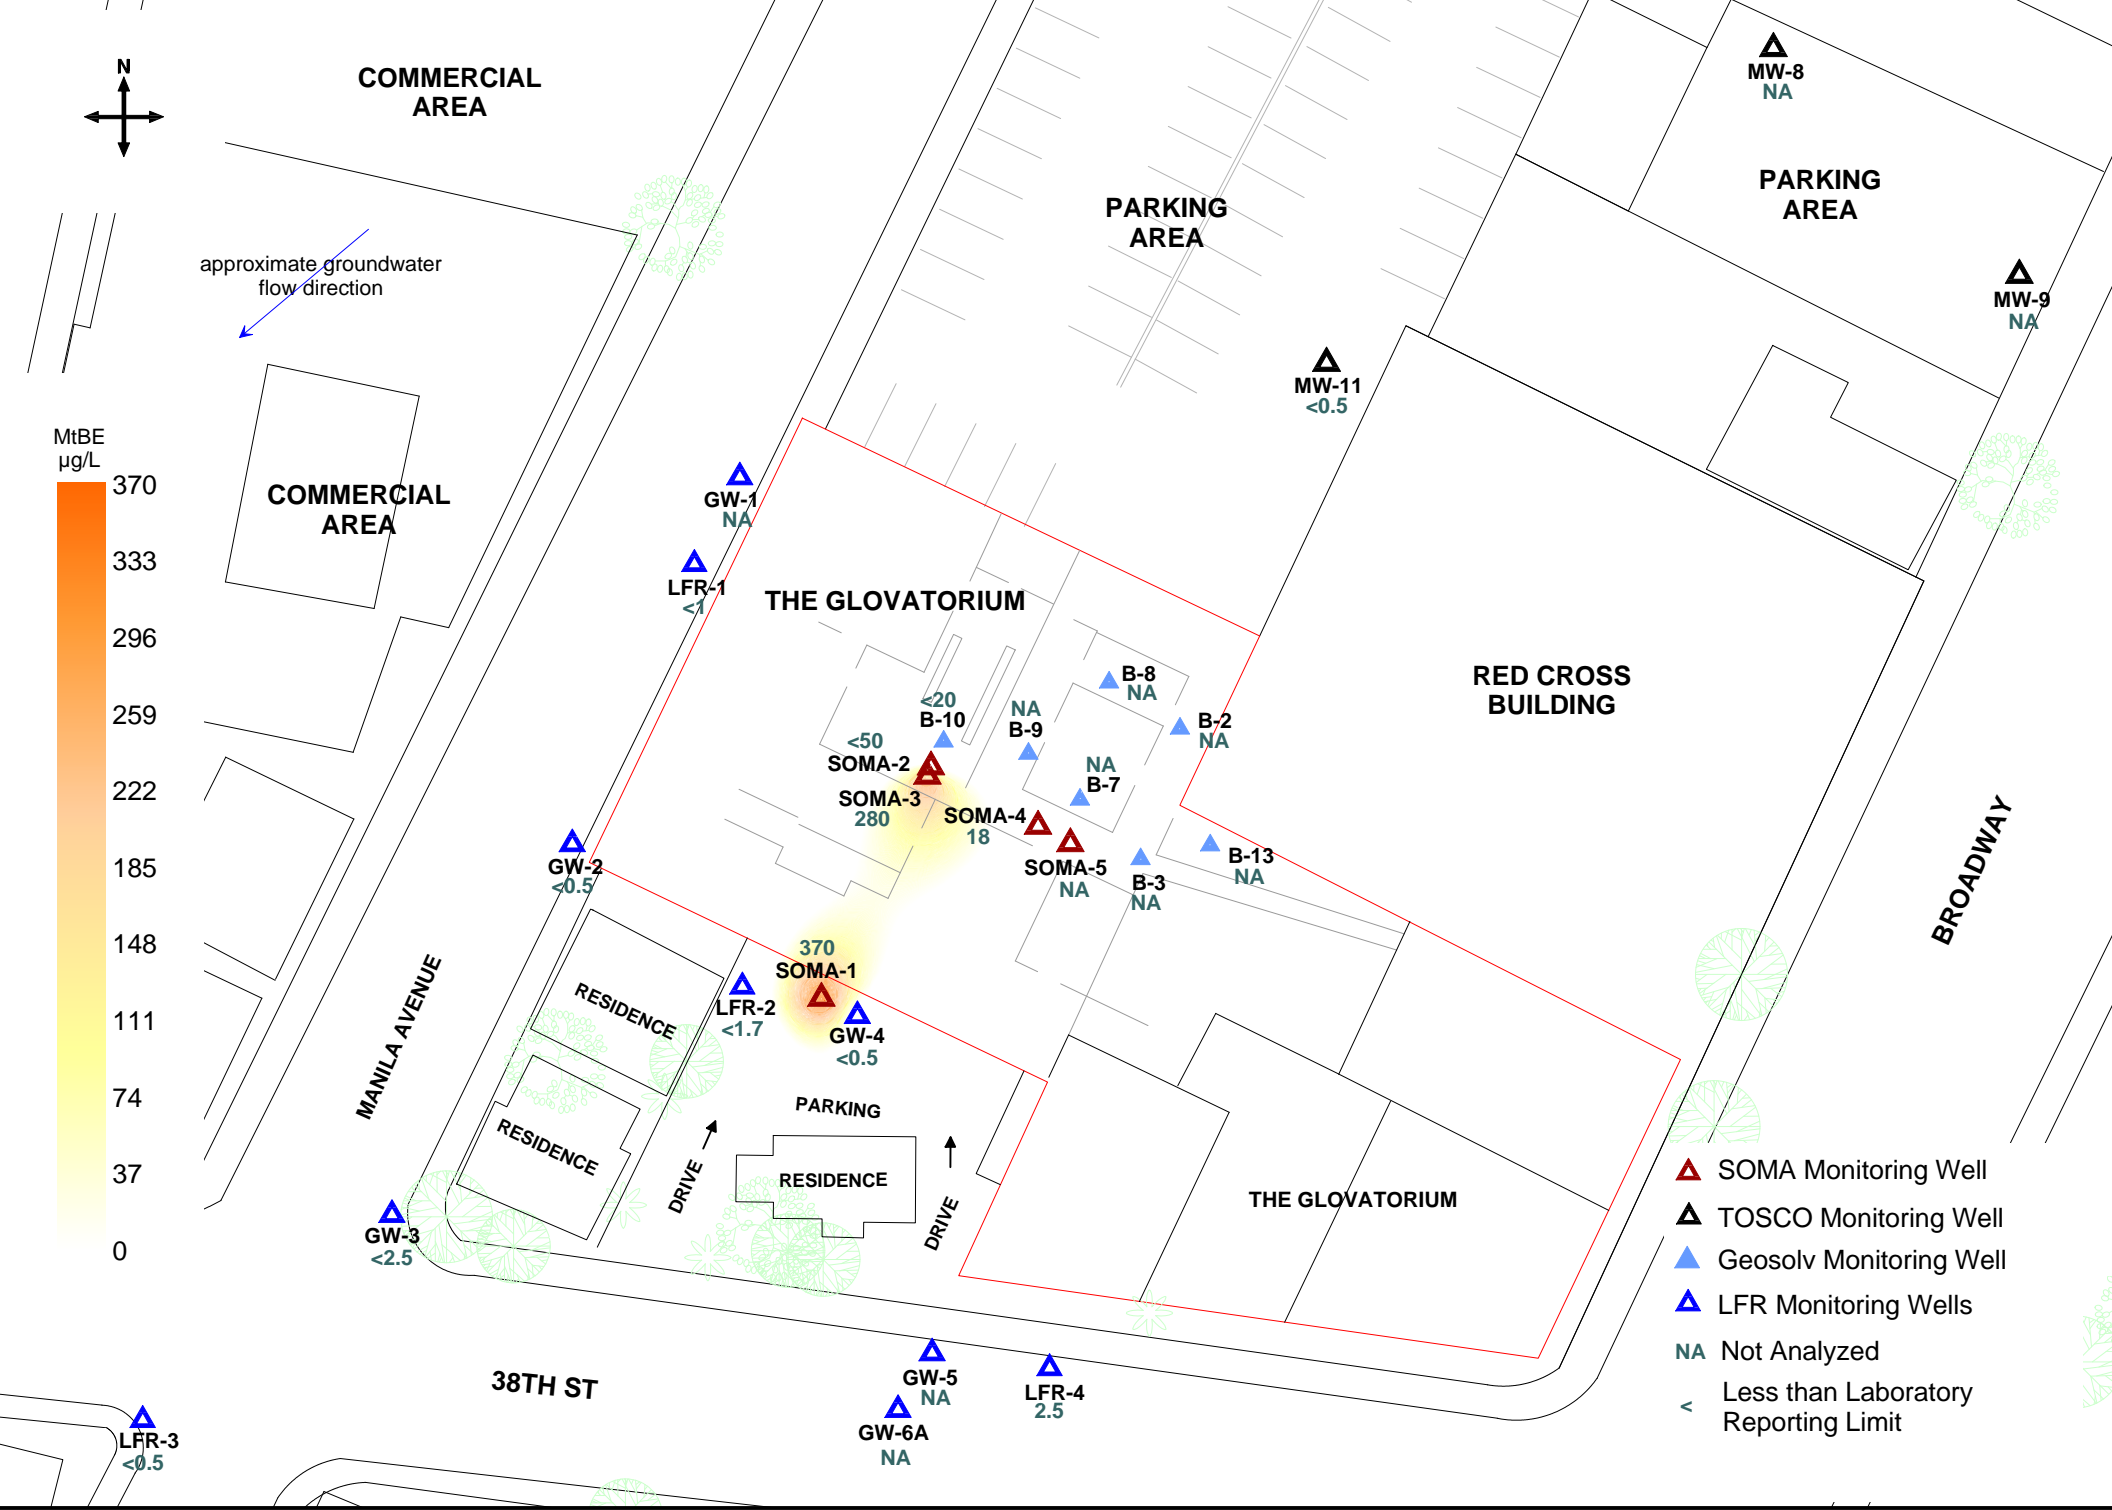 N
COMMERCIAL
AREA
MW-8
NA
PARKING
AREA
PARKING
AREA
approximate groundwater
flow direction
MW-9
NA
MW-11
<0.5
MtBE
µg/L
370
333
296
259
222
185
148
111
74
37
0
COMMERCIAL
AREA
GW-1
NA
LFR-1
<1
THE GLOVATORIUM
RED CROSS
BUILDING
B-8
NA
<20
B-10
NA
B-9
B-2
NA
<50
SOMA-2
NA
B-7
SOMA-3
280
SOMA-4
18
SOMA-5
NA
B-3
NA
B-13
NA
GW-2
<0.5
BROADWAY
MANILA AVENUE
370
SOMA-1
RESIDENCE
LFR-2
<1.7
GW-4
<0.5
PARKING
RESIDENCE
DRIVE
RESIDENCE
DRIVE
THE GLOVATORIUM
GW-3
<2.5
38TH ST
GW-5
NA
GW-6A
NA
LFR-4
2.5
LFR-3
<0.5
SOMA Monitoring Well
TOSCO Monitoring Well
Geosolv Monitoring Well
LFR Monitoring Wells
NA Not Analyzed
< Less than Laboratory
Reporting Limit